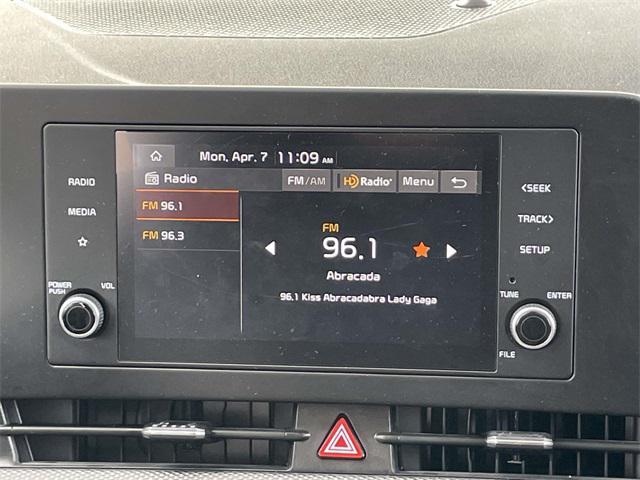 Mon, Apr. 7 11:09 AM
Radio FM/AM HD Radio Menu
RADIO
MEDIA
FM 96.1
FM 96.3
FM
96.1
Abracada
96.1 Kiss Abracadabra Lady Gaga
<SEEK
TRACK>
SETUP
POWER PUSH VOL
TUNE ENTER
FILE